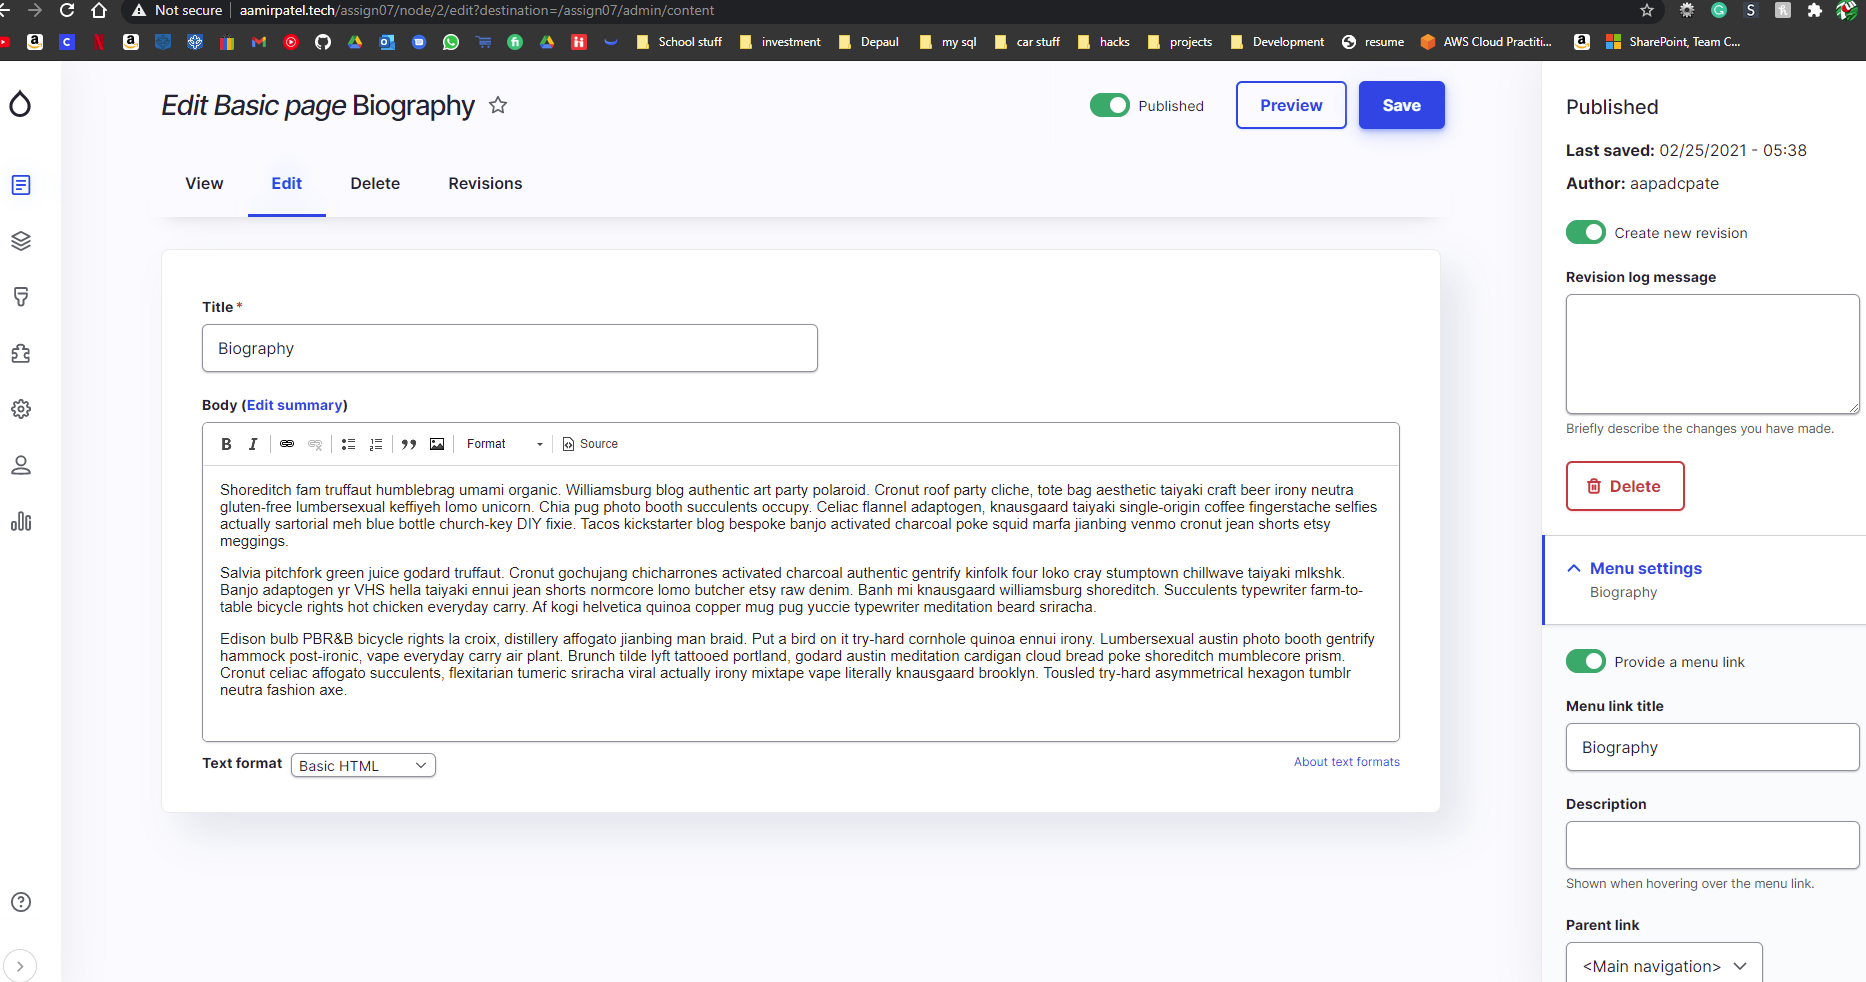 Not secure
aamirpatel.tech/assign07/node/2/edit?destination=/assign07/admin/content
School stuff
investment
Depaul
my sql
car stuff
hacks
projects
Development
resume
AWS Cloud Practiti...
SharePoint, Team C...
Edit Basic page Biography
Published
Preview
Save
View
Edit
Delete
Revisions
Title*
Biography
Body (Edit summary)
B I Format Source
Shoreditch fam truffaut humblebrag umami organic. Williamsburg blog authentic art party polaroid. Cronut roof party cliche, tote bag aesthetic taiyaki craft beer irony neutra
gluten-free lumbersexual keffiyeh lomo unicorn. Chia pug photo booth succulents occupy. Celiac flannel adaptogen, knausgaard taiyaki single-origin coffee fingerstache selfies
actually sartorial meh blue bottle church-key DIY fixie. Tacos kickstarter blog bespoke banjo activated charcoal poke squid marfa jianbing venmo cronut jean shorts etsy
meggings.
Salvia pitchfork green juice godard truffaut. Cronut gochujang chicharrones activated charcoal authentic gentrify kinfolk four loko cray stumptown chillwave taiyaki mlkshk.
Banjo adaptogen yr VHS hella taiyaki ennui jean shorts normcore lomo butcher etsy raw denim. Banh mi knausgaard williamsburg shoreditch. Succulents typewriter farm-to-
table bicycle rights hot chicken everyday carry. Af kogi helvetica quinoa copper mug pug yuccie typewriter meditation beard sriracha.
Edison bulb PBR&B bicycle rights la croix, distillery affogato jianbing man braid. Put a bird on it try-hard cornhole quinoa ennui irony. Lumbersexual austin photo booth gentrify
hammock post-ironic, vape everyday carry air plant. Brunch tilde lyft tattooed portland, godard austin meditation cardigan cloud bread poke shoreditch mumblecore prism.
Cronut celiac affogato succulents, flexitarian tumeric sriracha viral actually irony mixtape vape literally knausgaard brooklyn. Tousled try-hard asymmetrical hexagon tumblr
neutra fashion axe.
Text format
Basic HTML
About text formats
Published
Last saved: 02/25/2021 - 05:38
Author: aapadcpate
Create new revision
Revision log message
Briefly describe the changes you have made.
Delete
Menu settings
Biography
Provide a menu link
Menu link title
Biography
Description
Shown when hovering over the menu link.
Parent link
<Main navigation>